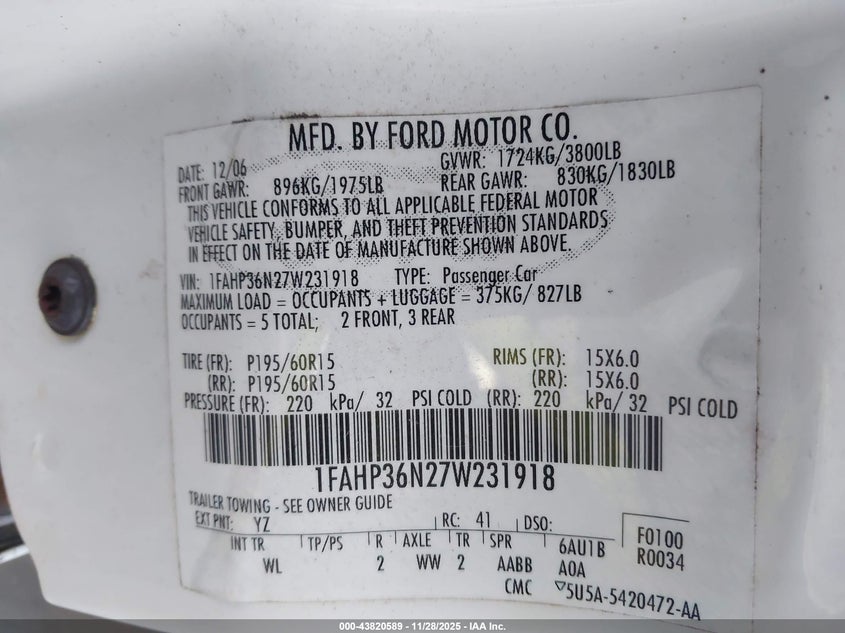 MFD. BY FORD MOTOR CO.
DATE: 12/06 GVWR: 1724KG/3800LB
FRONT GAWR: 896KG/1975LB REAR GAWR: 830KG/1830LB
THIS VEHICLE CONFORMS TO ALL APPLICABLE FEDERAL MOTOR
VEHICLE SAFETY, BUMPER, AND THEFT PREVENTION STANDARDS
IN EFFECT ON THE DATE OF MANUFACTURE SHOWN ABOVE.
VIN: 1FAHP36N27W231918 TYPE: Passenger Car
MAXIMUM LOAD = OCCUPANTS + LUGGAGE = 375KG/ 827LB
OCCUPANTS = 5 TOTAL; 2 FRONT, 3 REAR
TIRE (FR): P195/60R15 RIMS (FR): 15X6.0
(RR): P195/60R15 (RR): 15X6.0
PRESSURE (FR): 220 kPa/ 32 PSI COLD (RR): 220 kPa/ 32 PSI COLD
1FAHP36N27W231918
TRAILER TOWING - SEE OWNER GUIDE
EXT PNT: YZ RC: 41 DSO: F0100
INT TR TP/PS R AXLE TR SPR 6AU1B R0034
WL 2 WW 2 AABB A0A
CMC 5U5A-5420472-AA
000-43820589 - 11/28/2025 - IAA Inc.